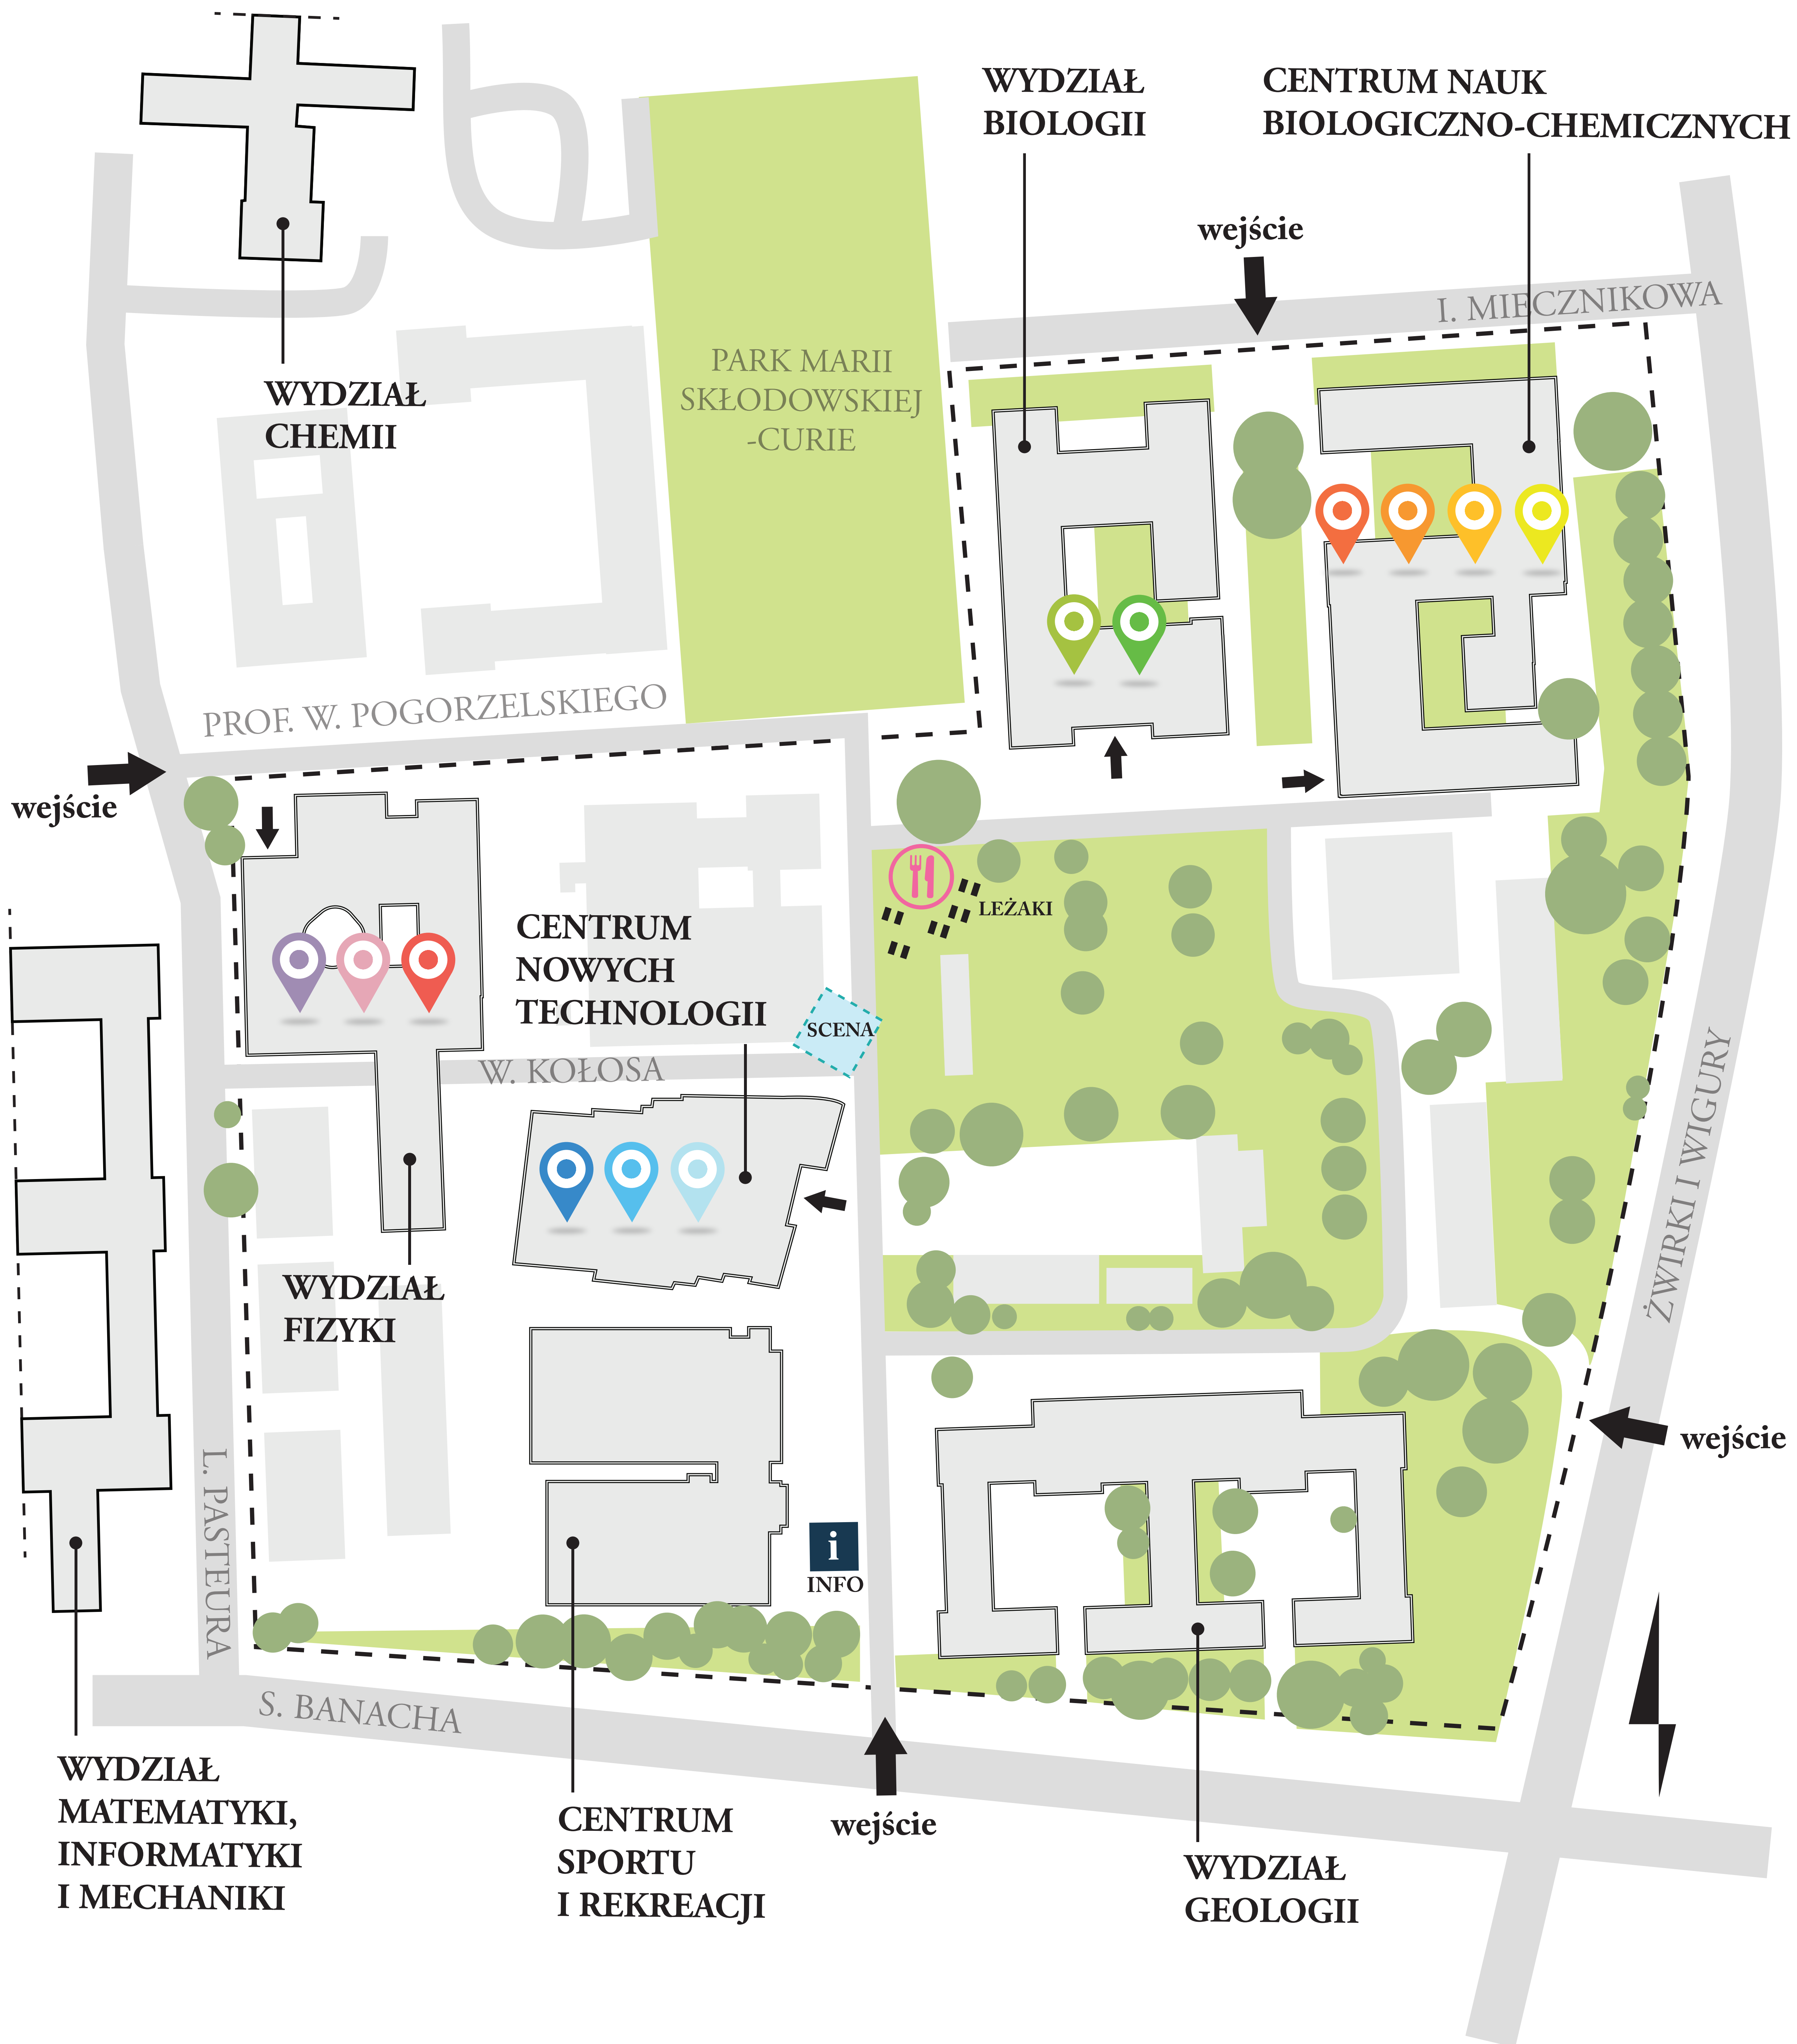 WYDZIAŁ
BIOLOGII
CENTRUM NAUK
BIOLOGICZNO-CHEMICZNYCH
wejście
I. MIECZNIKOWA
WYDZIAŁ
CHEMII
PARK MARII
SKŁODOWSKIEJ
-CURIE
PROF. W. POGORZELSKIEGO
wejście
LEŻAKI
CENTRUM
NOWYCH
TECHNOLOGII
SCENA
W. KOŁOSA
ŻWIRKI I WIGURY
WYDZIAŁ
FIZYKI
wejście
L. PASTEURA
i
INFO
S. BANACHA
WYDZIAŁ
MATEMATYKI,
INFORMATYKI
I MECHANIKI
CENTRUM
SPORTU
I REKREACJI
wejście
WYDZIAŁ
GEOLOGII